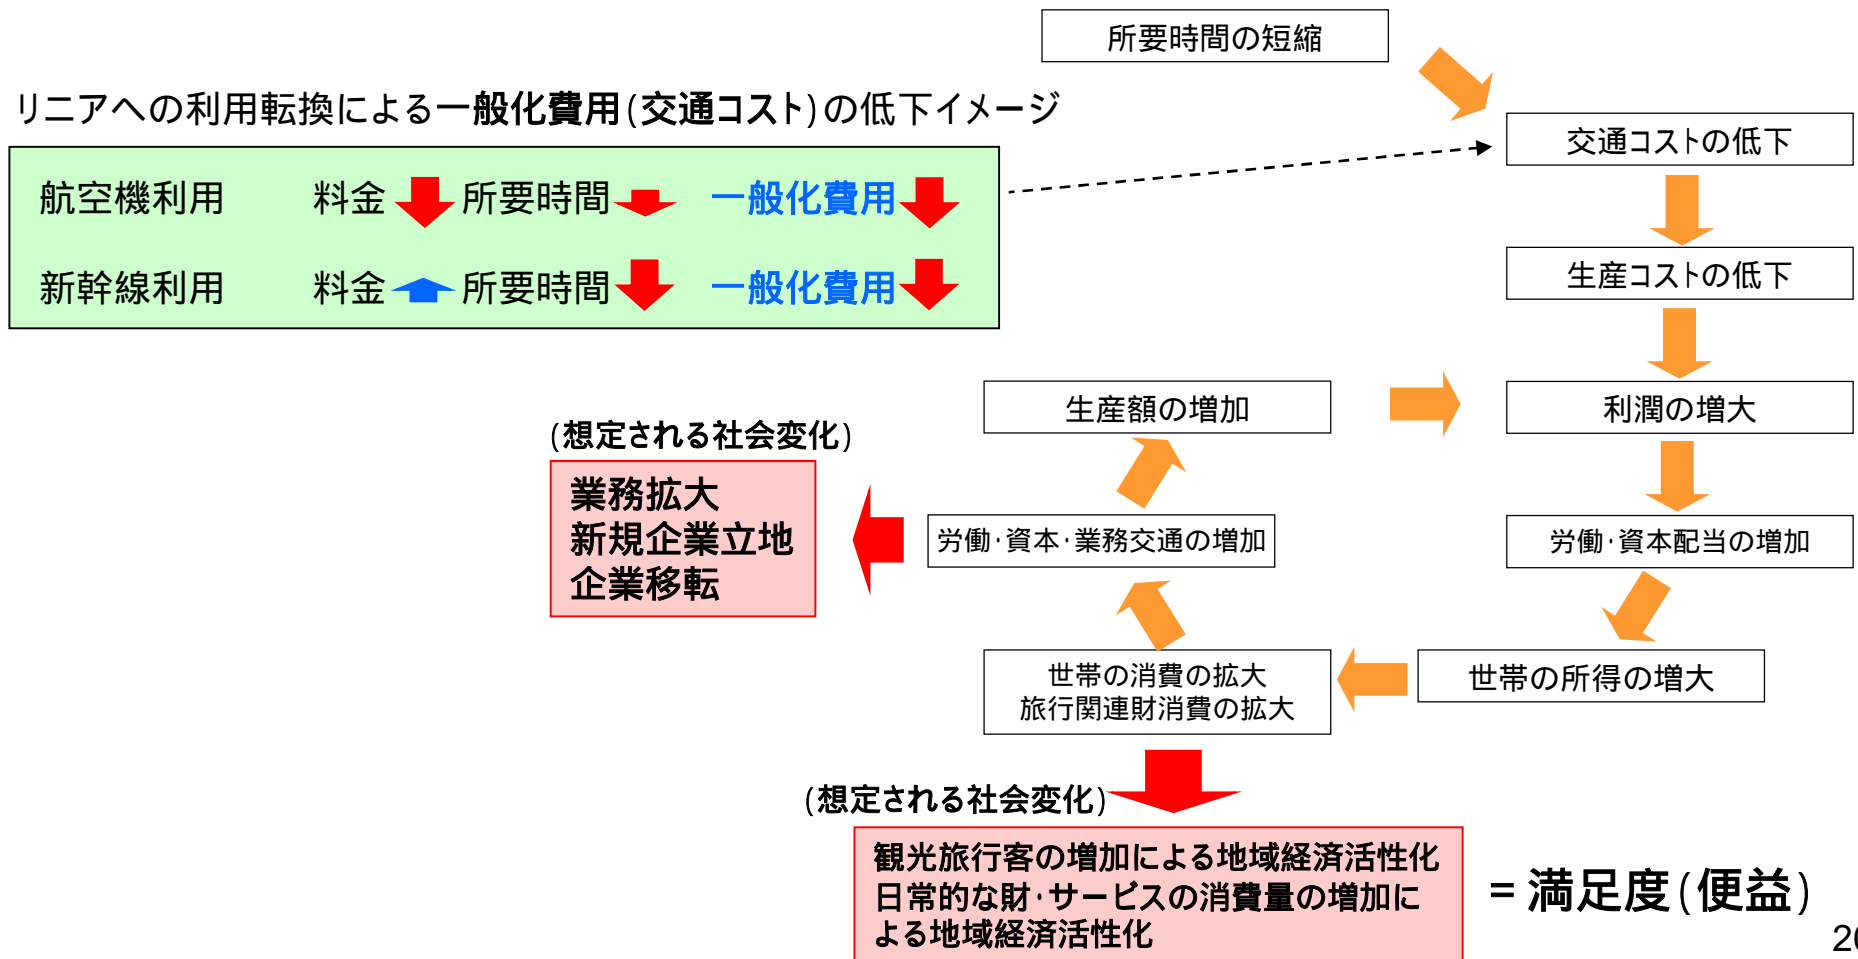 所要時間の短縮
リニアへの利用転換による一般化費用(交通コスト)の低下イメージ
交通コストの低下
航空機利用 料金 所要時間 一般化費用
新幹線利用 料金 所要時間 一般化費用
生産コストの低下
生産額の増加
利潤の増大
(想定される社会変化)
業務拡大
新規企業立地
企業移転
労働・資本・業務交通の増加
労働・資本配当の増加
世帯の消費の拡大
旅行関連財消費の拡大
世帯の所得の増大
(想定される社会変化)
観光旅行客の増加による地域経済活性化
日常的な財・サービスの消費量の増加に
よる地域経済活性化
=満足度(便益)